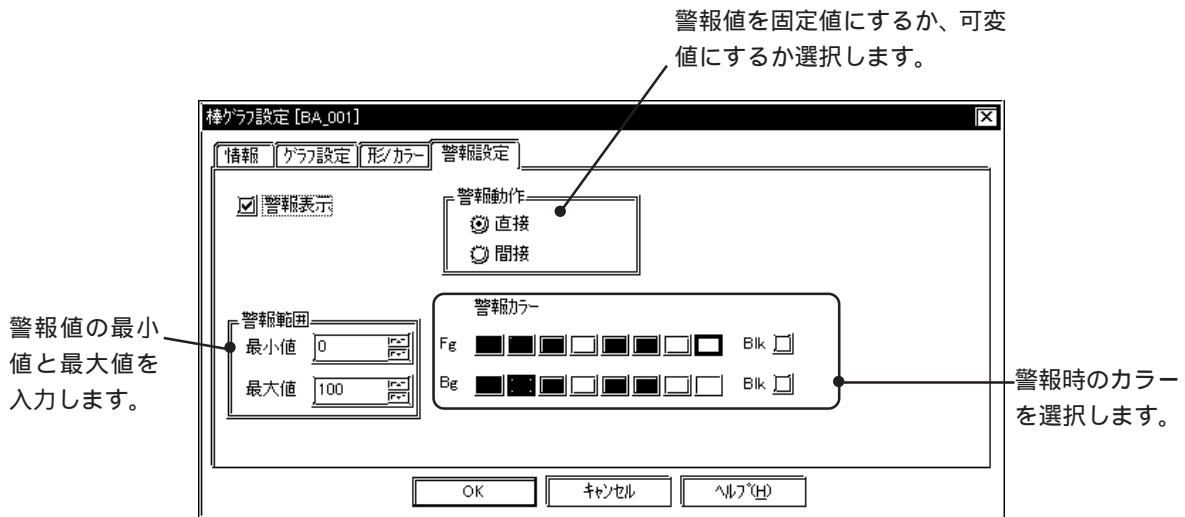 警報値を固定値にするか、可変
値にするか選択します。
棒グラフ設定 [BA_001]
情報 グラフ設定 形/カラー 警報設定
警報表示
警報動作
直接
間接
警報値の最小
値と最大値を
入力します。
警報範囲
最小値 0
最大値 100
警報カラー
Fg Blk
Bg Blk
警報時のカラー
を選択します。
OK キャンセル ヘルプ(H)